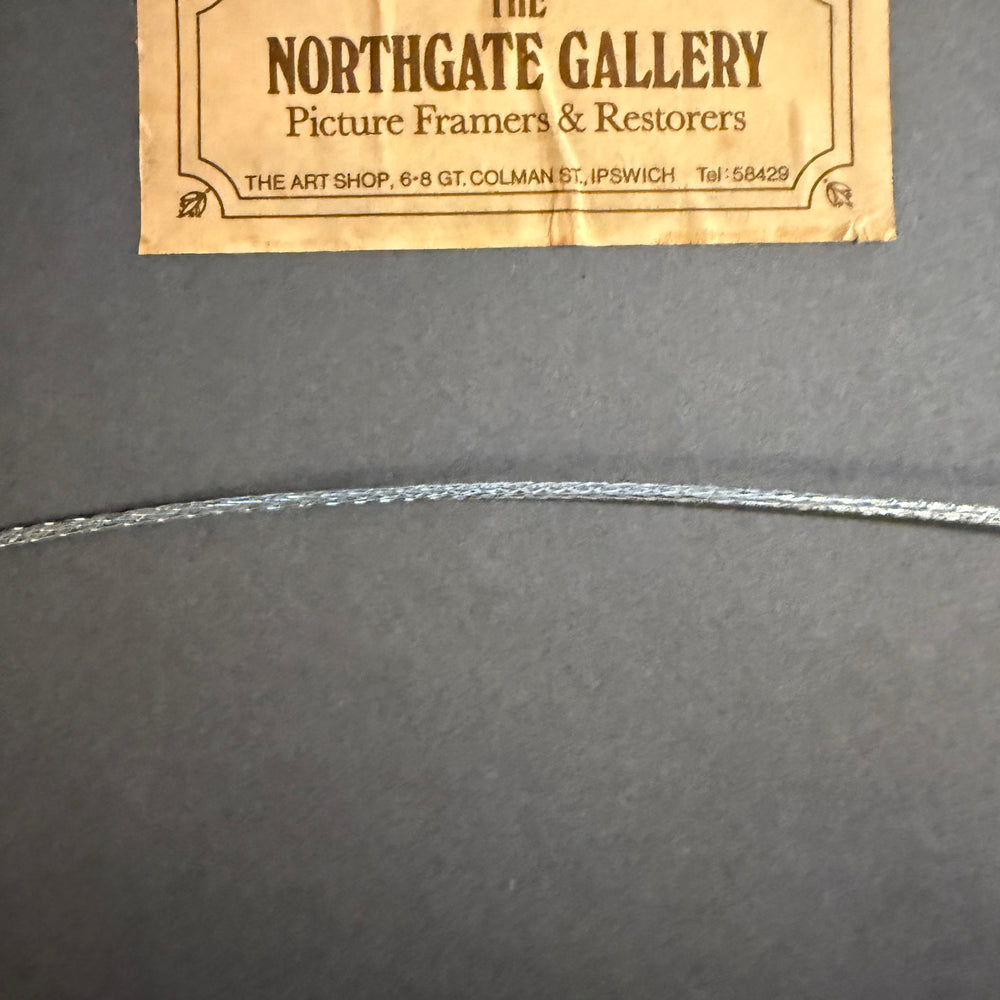 THE
NORTHGATE GALLERY
Picture Framers & Restorers
THE ART SHOP, 6-8 GT. COLMAN ST., IPSWICH Tel: 58429